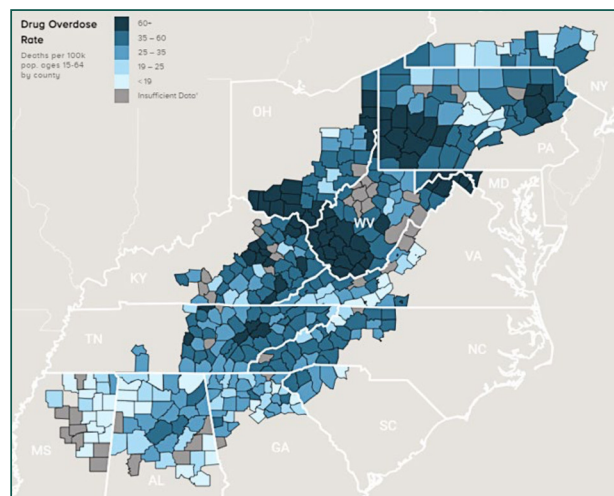 Drug Overdose
Rate
Deaths per 100k
pop. ages 15-64
by county
60+
35 – 60
25 – 35
19 – 25
<19
Insufficient Data*
NY
OH
PA
MD
WV
VA
KY
TN
NC
SC
MS
AL
GA